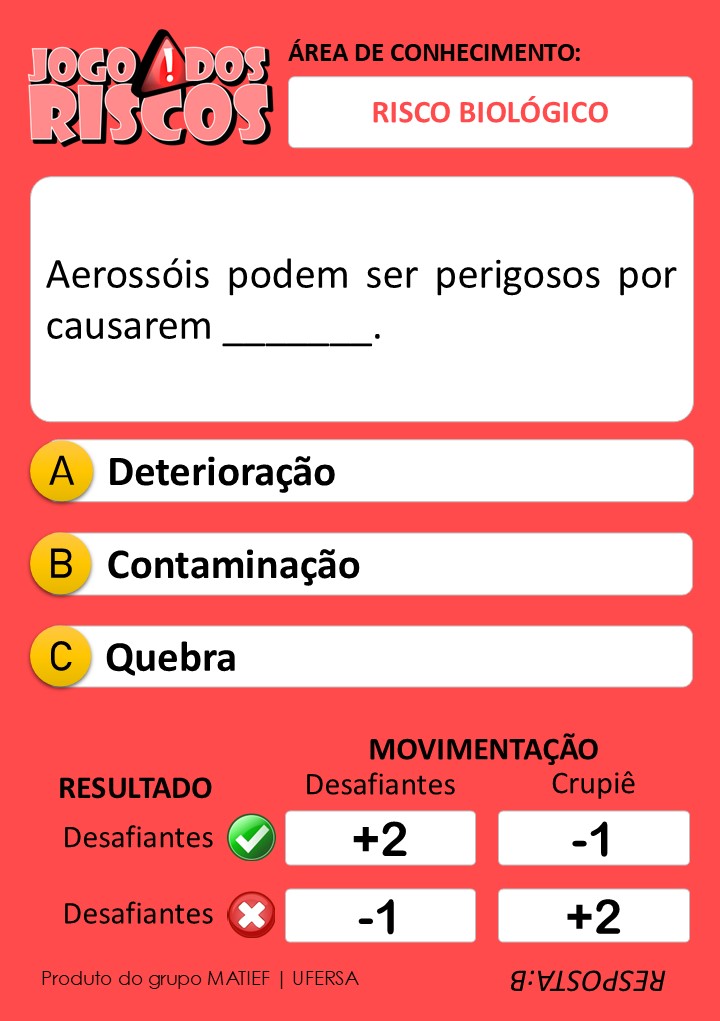 JOGO DOS
RISCOS
ÁREA DE CONHECIMENTO:
RISCO BIOLÓGICO
Aerossóis podem ser perigosos por
causarem _______.
A Deterioração
B Contaminação
C Quebra
MOVIMENTAÇÃO
RESULTADO Desafiantes Crupiê
Desafiantes +2 -1
Desafiantes -1 +2
Produto do grupo MATIEF | UFERSA
RESPOSTA:B